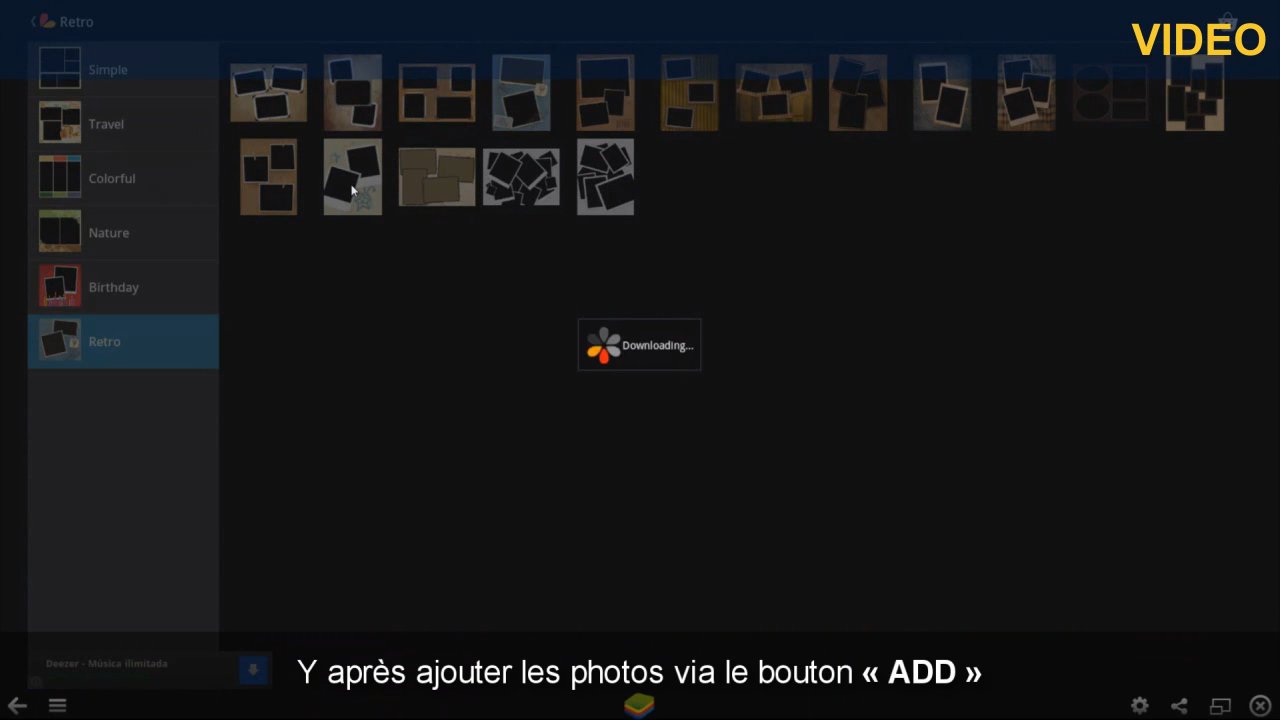 Retro
VIDEO
Simple
Travel
Colorful
Nature
Birthday
Retro
Downloading...
Deezer - Música ilimitada
Y après ajouter les photos via le bouton « ADD »